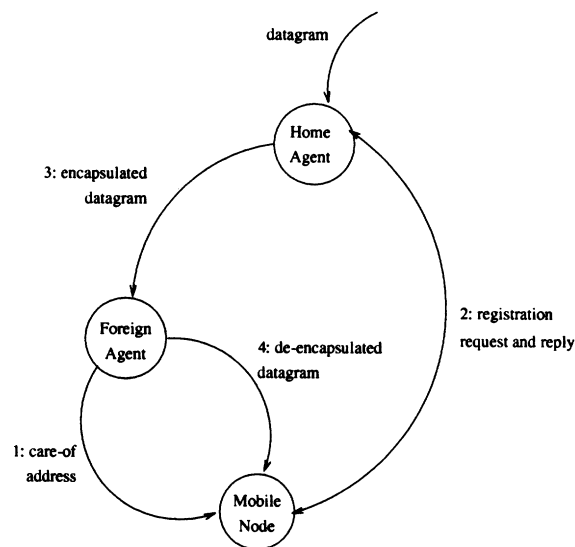 datagram
Home
Agent
3: encapsulated
datagram
Foreign
Agent
4: de-encapsulated
datagram
2: registration
request and reply
1: care-of
address
Mobile
Node